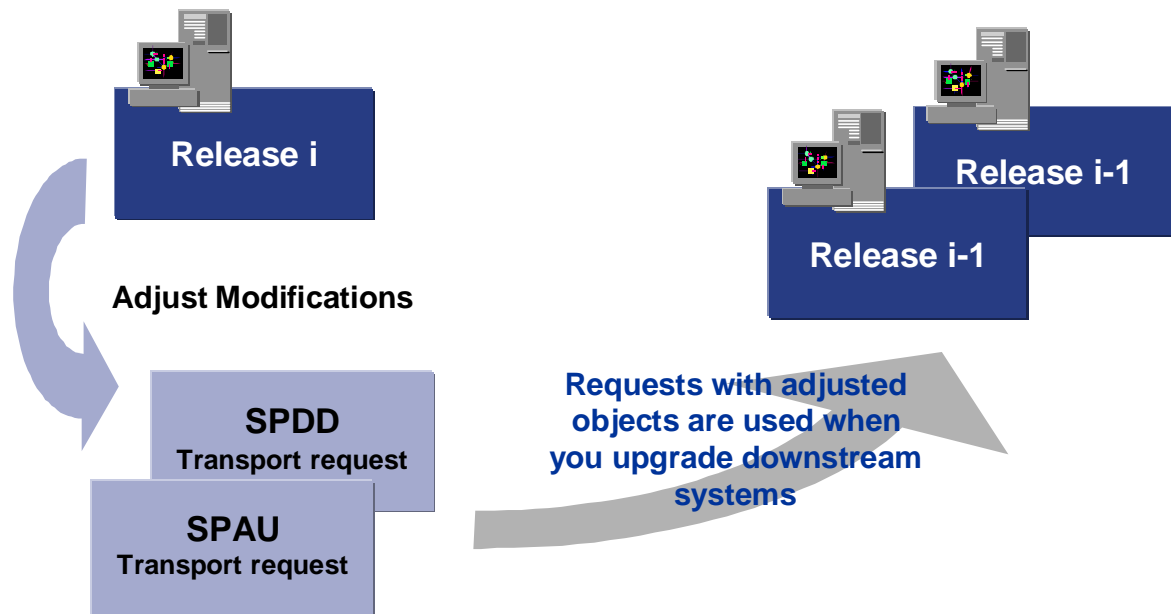 Release i
Release i-1
Release i-1
Adjust Modifications
SPDD
Transport request
SPAU
Transport request
Requests with adjusted
objects are used when
you upgrade downstream
systems